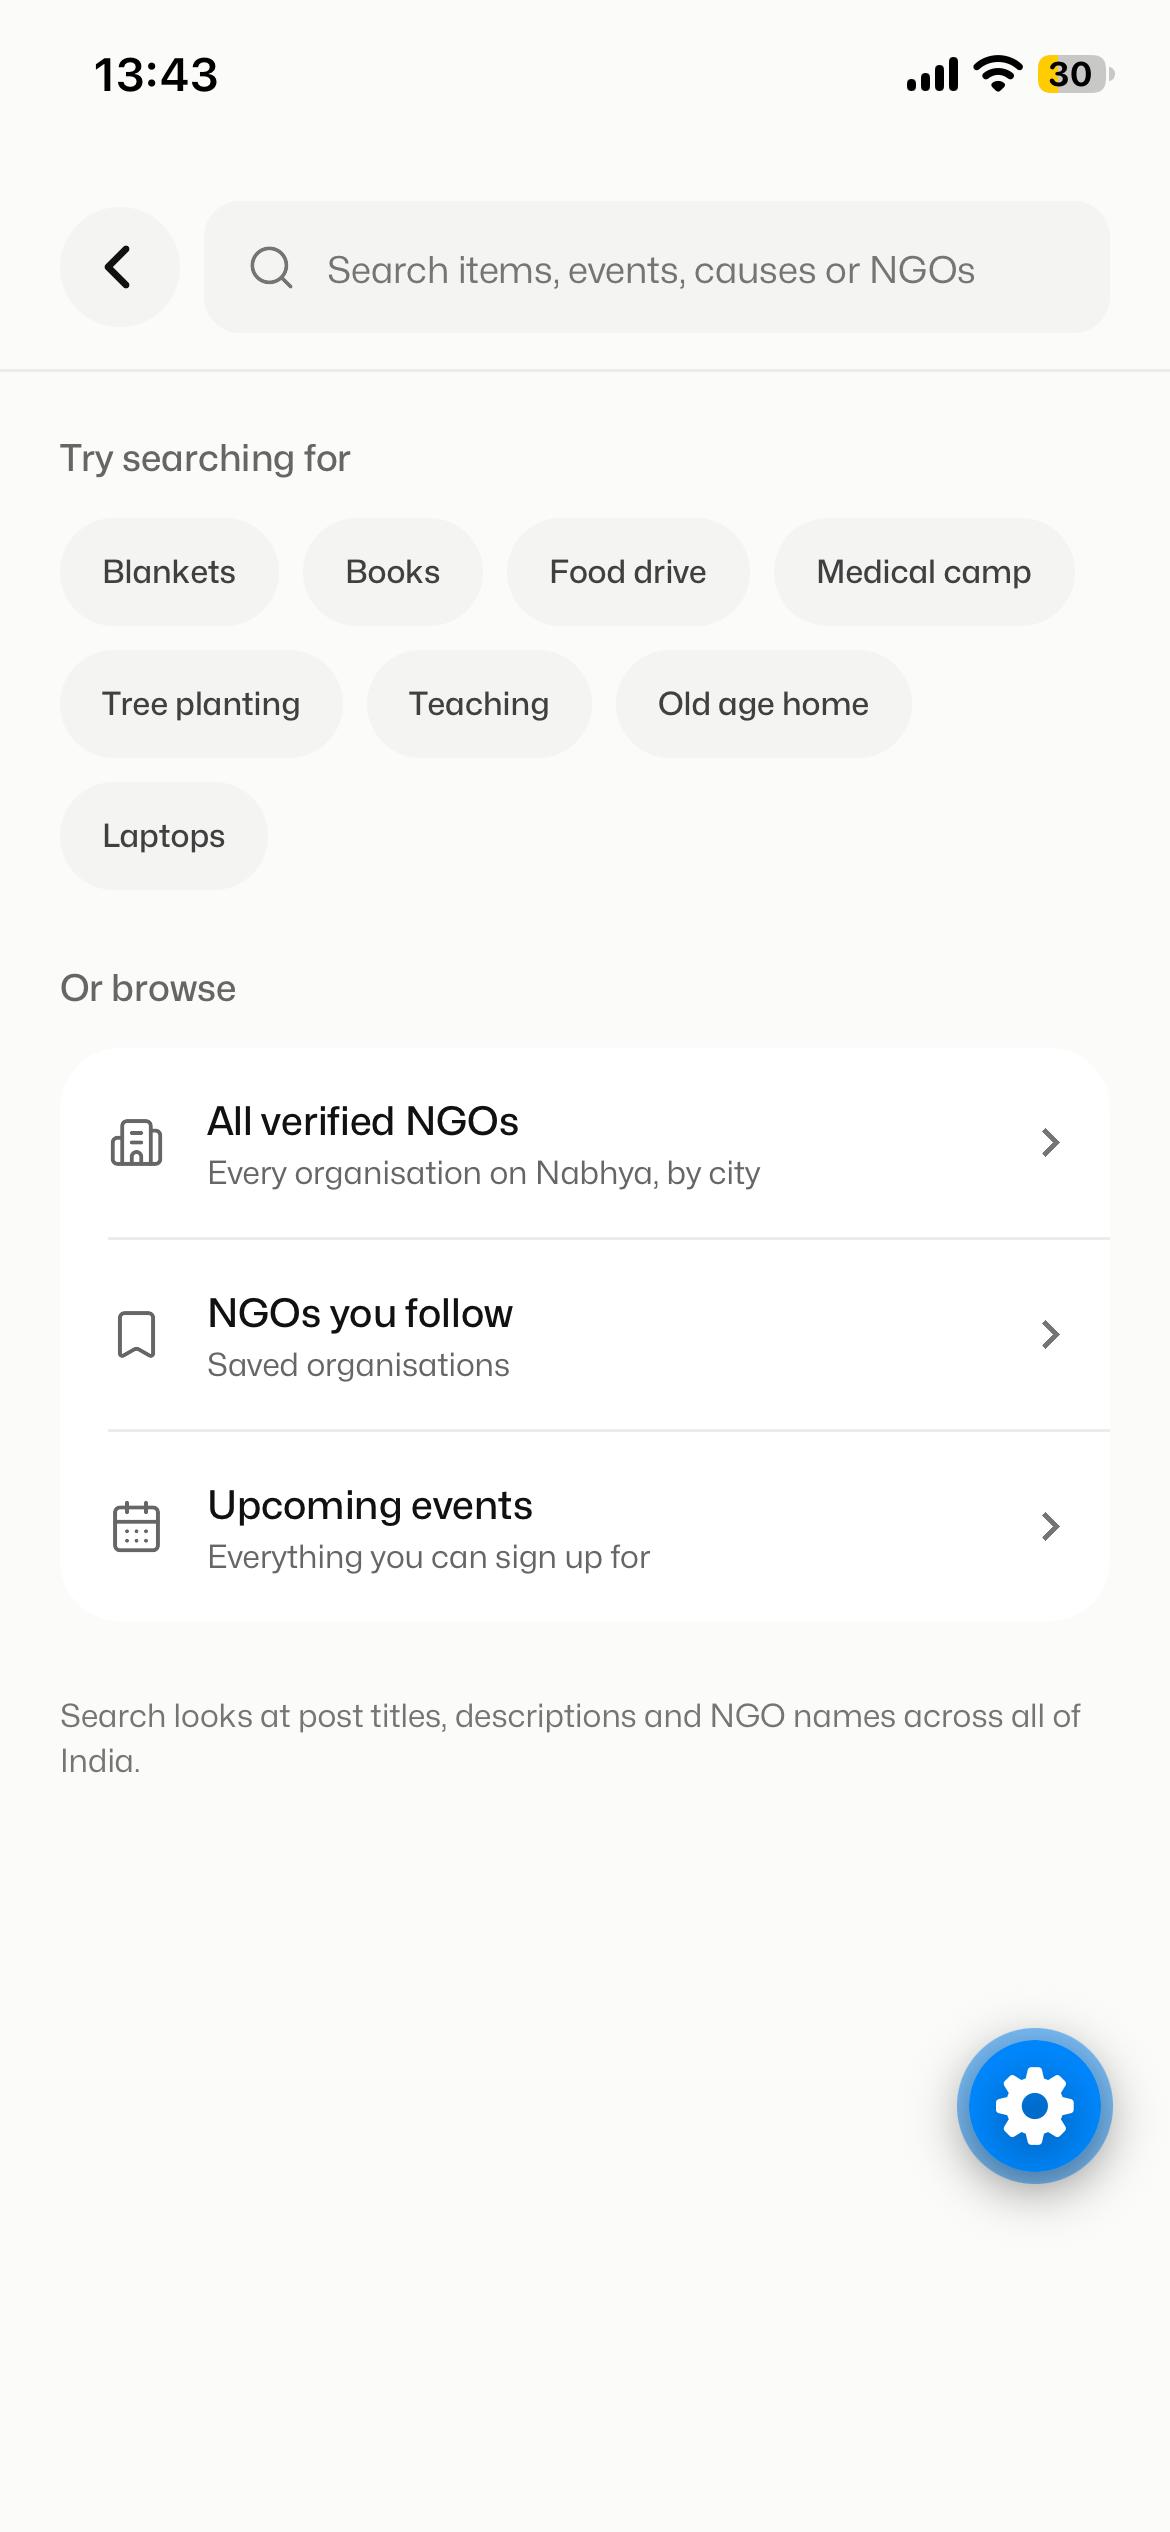 13:43
30
Search items, events, causes or NGOs
Try searching for
Blankets
Books
Food drive
Medical camp
Tree planting
Teaching
Old age home
Laptops
Or browse
All verified NGOs
Every organisation on Nabhya, by city
NGOs you follow
Saved organisations
Upcoming events
Everything you can sign up for
Search looks at post titles, descriptions and NGO names across all of
India.